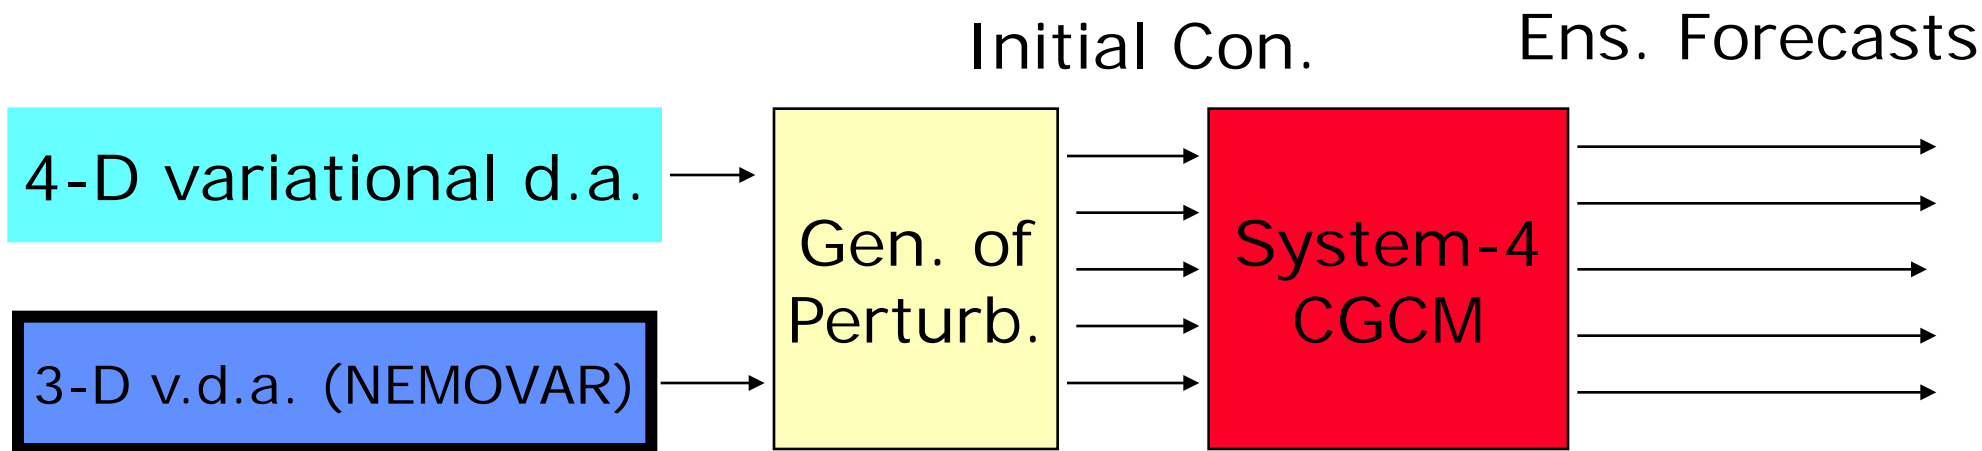 Initial Con.
Ens. Forecasts
4-D variational d.a.
3-D v.d.a. (NEMOVAR)
Gen. of
Perturb.
System-4
CGCM